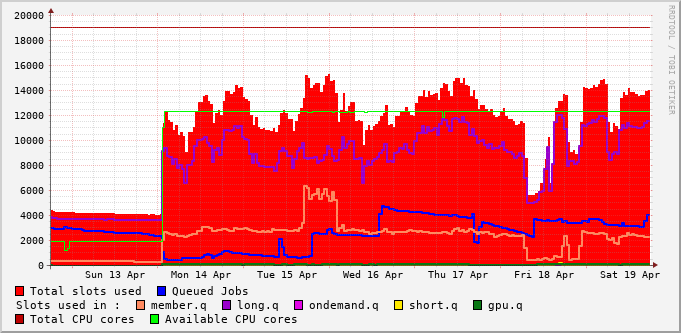 RRDTOOL / TOBI OETIKER
20000
18000
16000
14000
12000
10000
8000
6000
4000
2000
0
Sun 13 Apr Mon 14 Apr Tue 15 Apr Wed 16 Apr Thu 17 Apr Fri 18 Apr Sat 19 Apr
Total slots used Queued Jobs
Slots used in : member.q long.q ondemand.q short.q gpu.q
Total CPU cores Available CPU cores